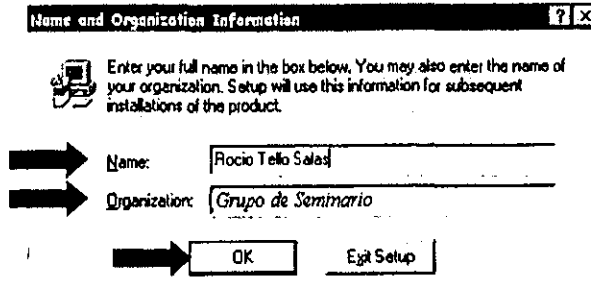 Name and Organization Information ? X
Enter your full name in the box below. You may also enter the name of
your organization. Setup will use this information for subsequent
installations of the product.
Name: Rocio Tello Salas
Organization: Grupo de Seminario
OK Exit Setup